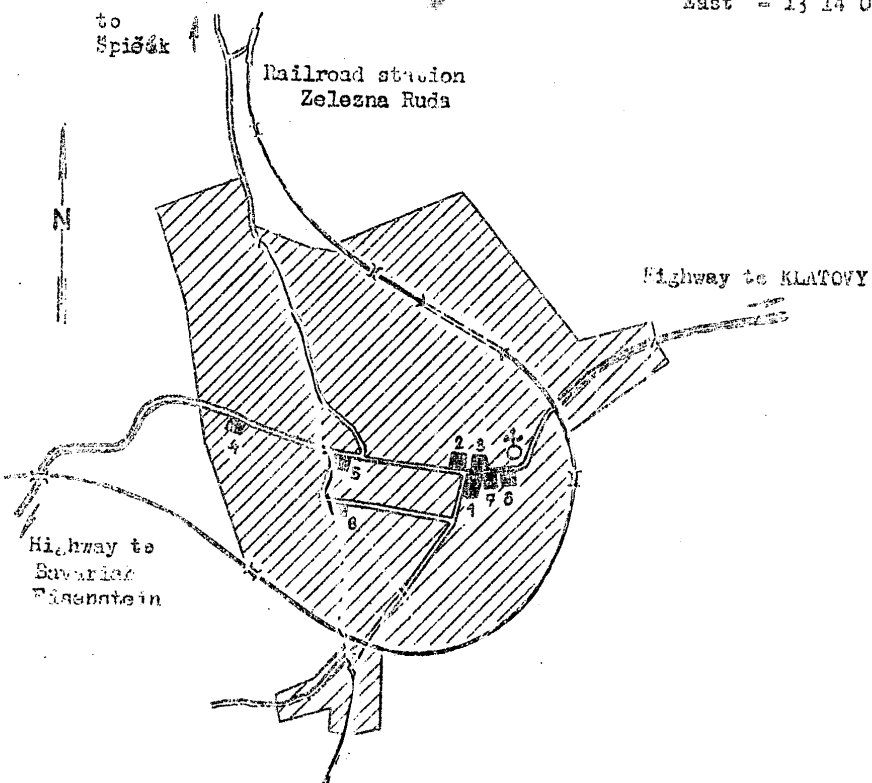 East = 13 14 0
to
Špičák
Railroad station
Zelezna Ruda
N
Highway to KLATOVY
2 3
4
5
1 7 8
6
Highway to
Bavarian
Eisenstein